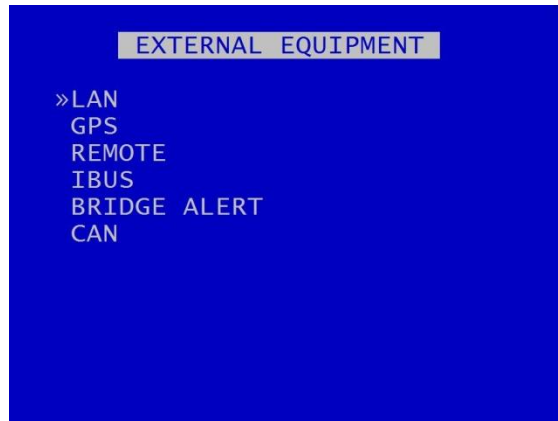 EXTERNAL EQUIPMENT
»LAN
GPS
REMOTE
IBUS
BRIDGE ALERT
CAN